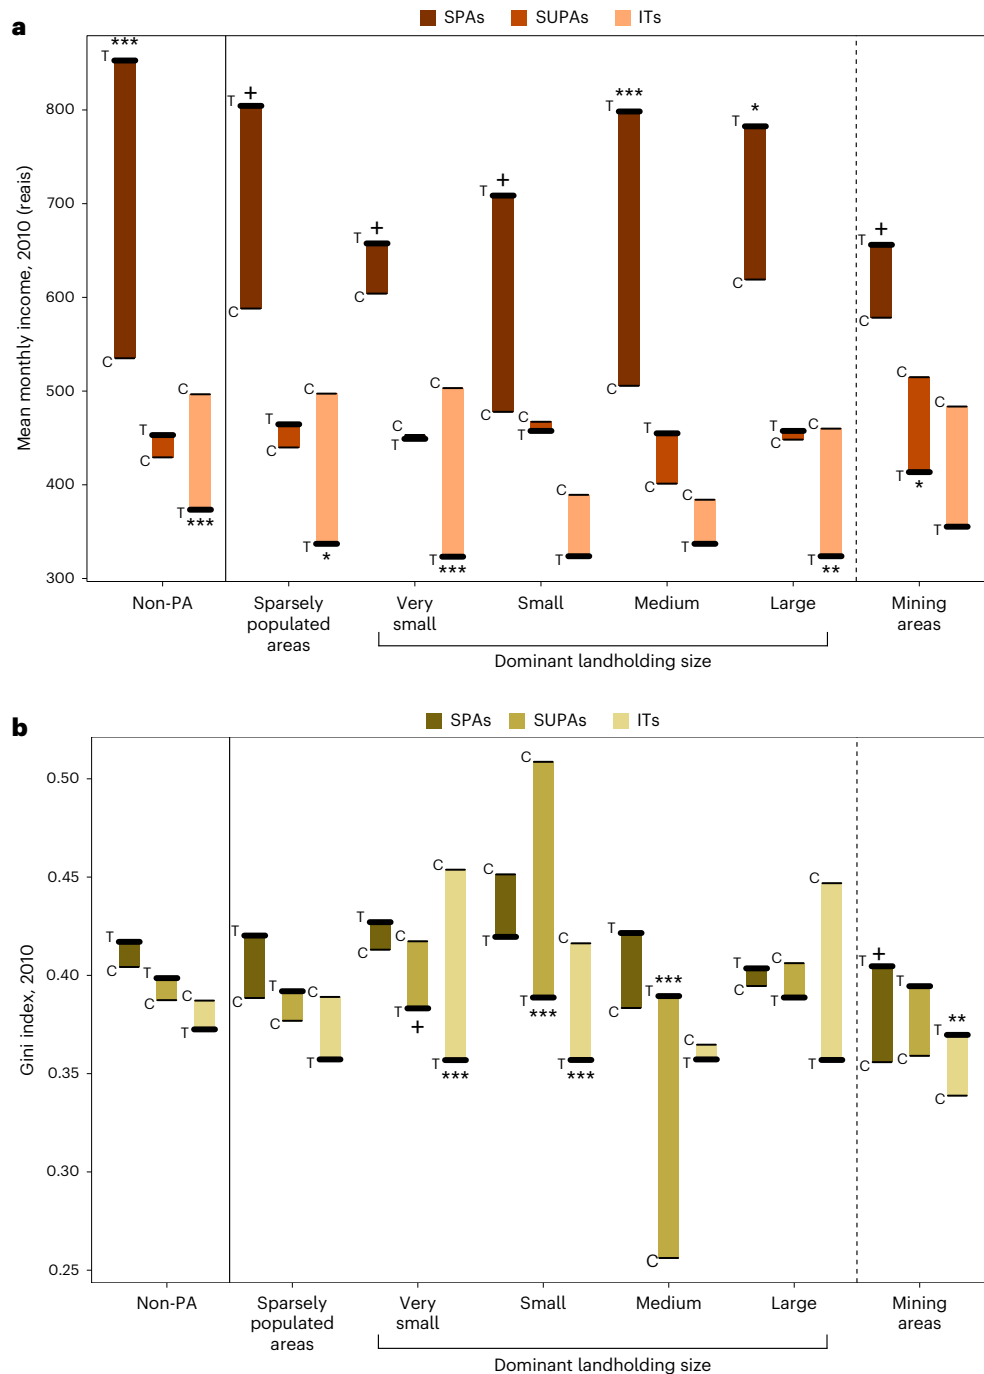 a
SPAs SUPAs ITs
Mean monthly income, 2010 (reais)
800
700
600
500
400
300
T *** C
T C
C T ***
T + C
T C
C T *
T + C
C T
C T ***
T + C
C T
C T
T *** C
T C
C T
T * C
T C
C T **
T + C
C T *
C T
Non-PA
Sparsely
populated
areas
Very
small
Small
Medium
Large
Mining
areas
Dominant landholding size
b
SPAs SUPAs ITs
Gini index, 2010
0.50
0.45
0.40
0.35
0.30
0.25
T C
T C
C T
T C
T C
C T
T C
C T +
C T ***
C T
C T ***
C T ***
T C
*** T C
C T
T C
C T
C T
+ T C
T C
** T C
Non-PA
Sparsely
populated
areas
Very
small
Small
Medium
Large
Mining
areas
Dominant landholding size